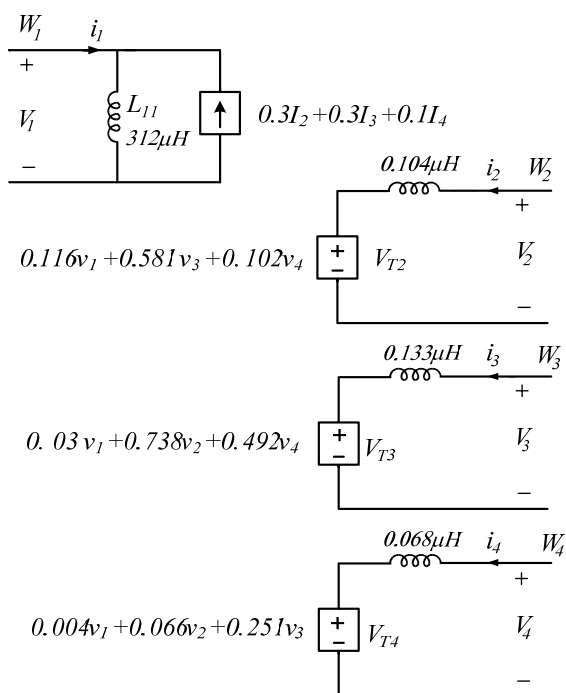 W1 i1
+
V1
−
L11
312μH
0.3I2+0.3I3+0.1I4
0.104μH i2 W2
+
0.116v1+0.581v3+0.102v4
+
−
VT2
V2
−
0.133μH i3 W3
+
0. 03 v1+0.738v2+0.492v4
+
−
VT3
V3
−
0.068μH i4 W4
+
0.004v1+0.066v2+0.251v3
+
−
VT4
V4
−